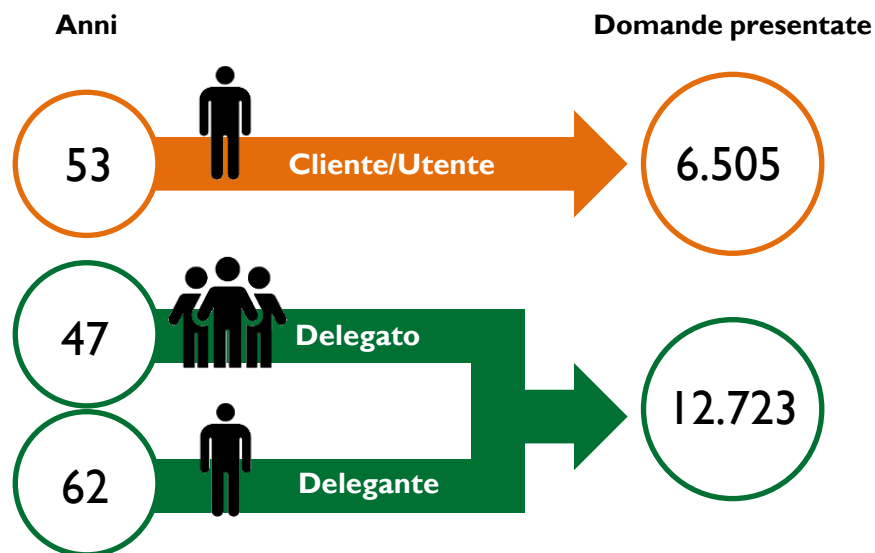 Anni
Domande presentate
53
Cliente/Utente
6.505
47
Delegato
12.723
62
Delegante